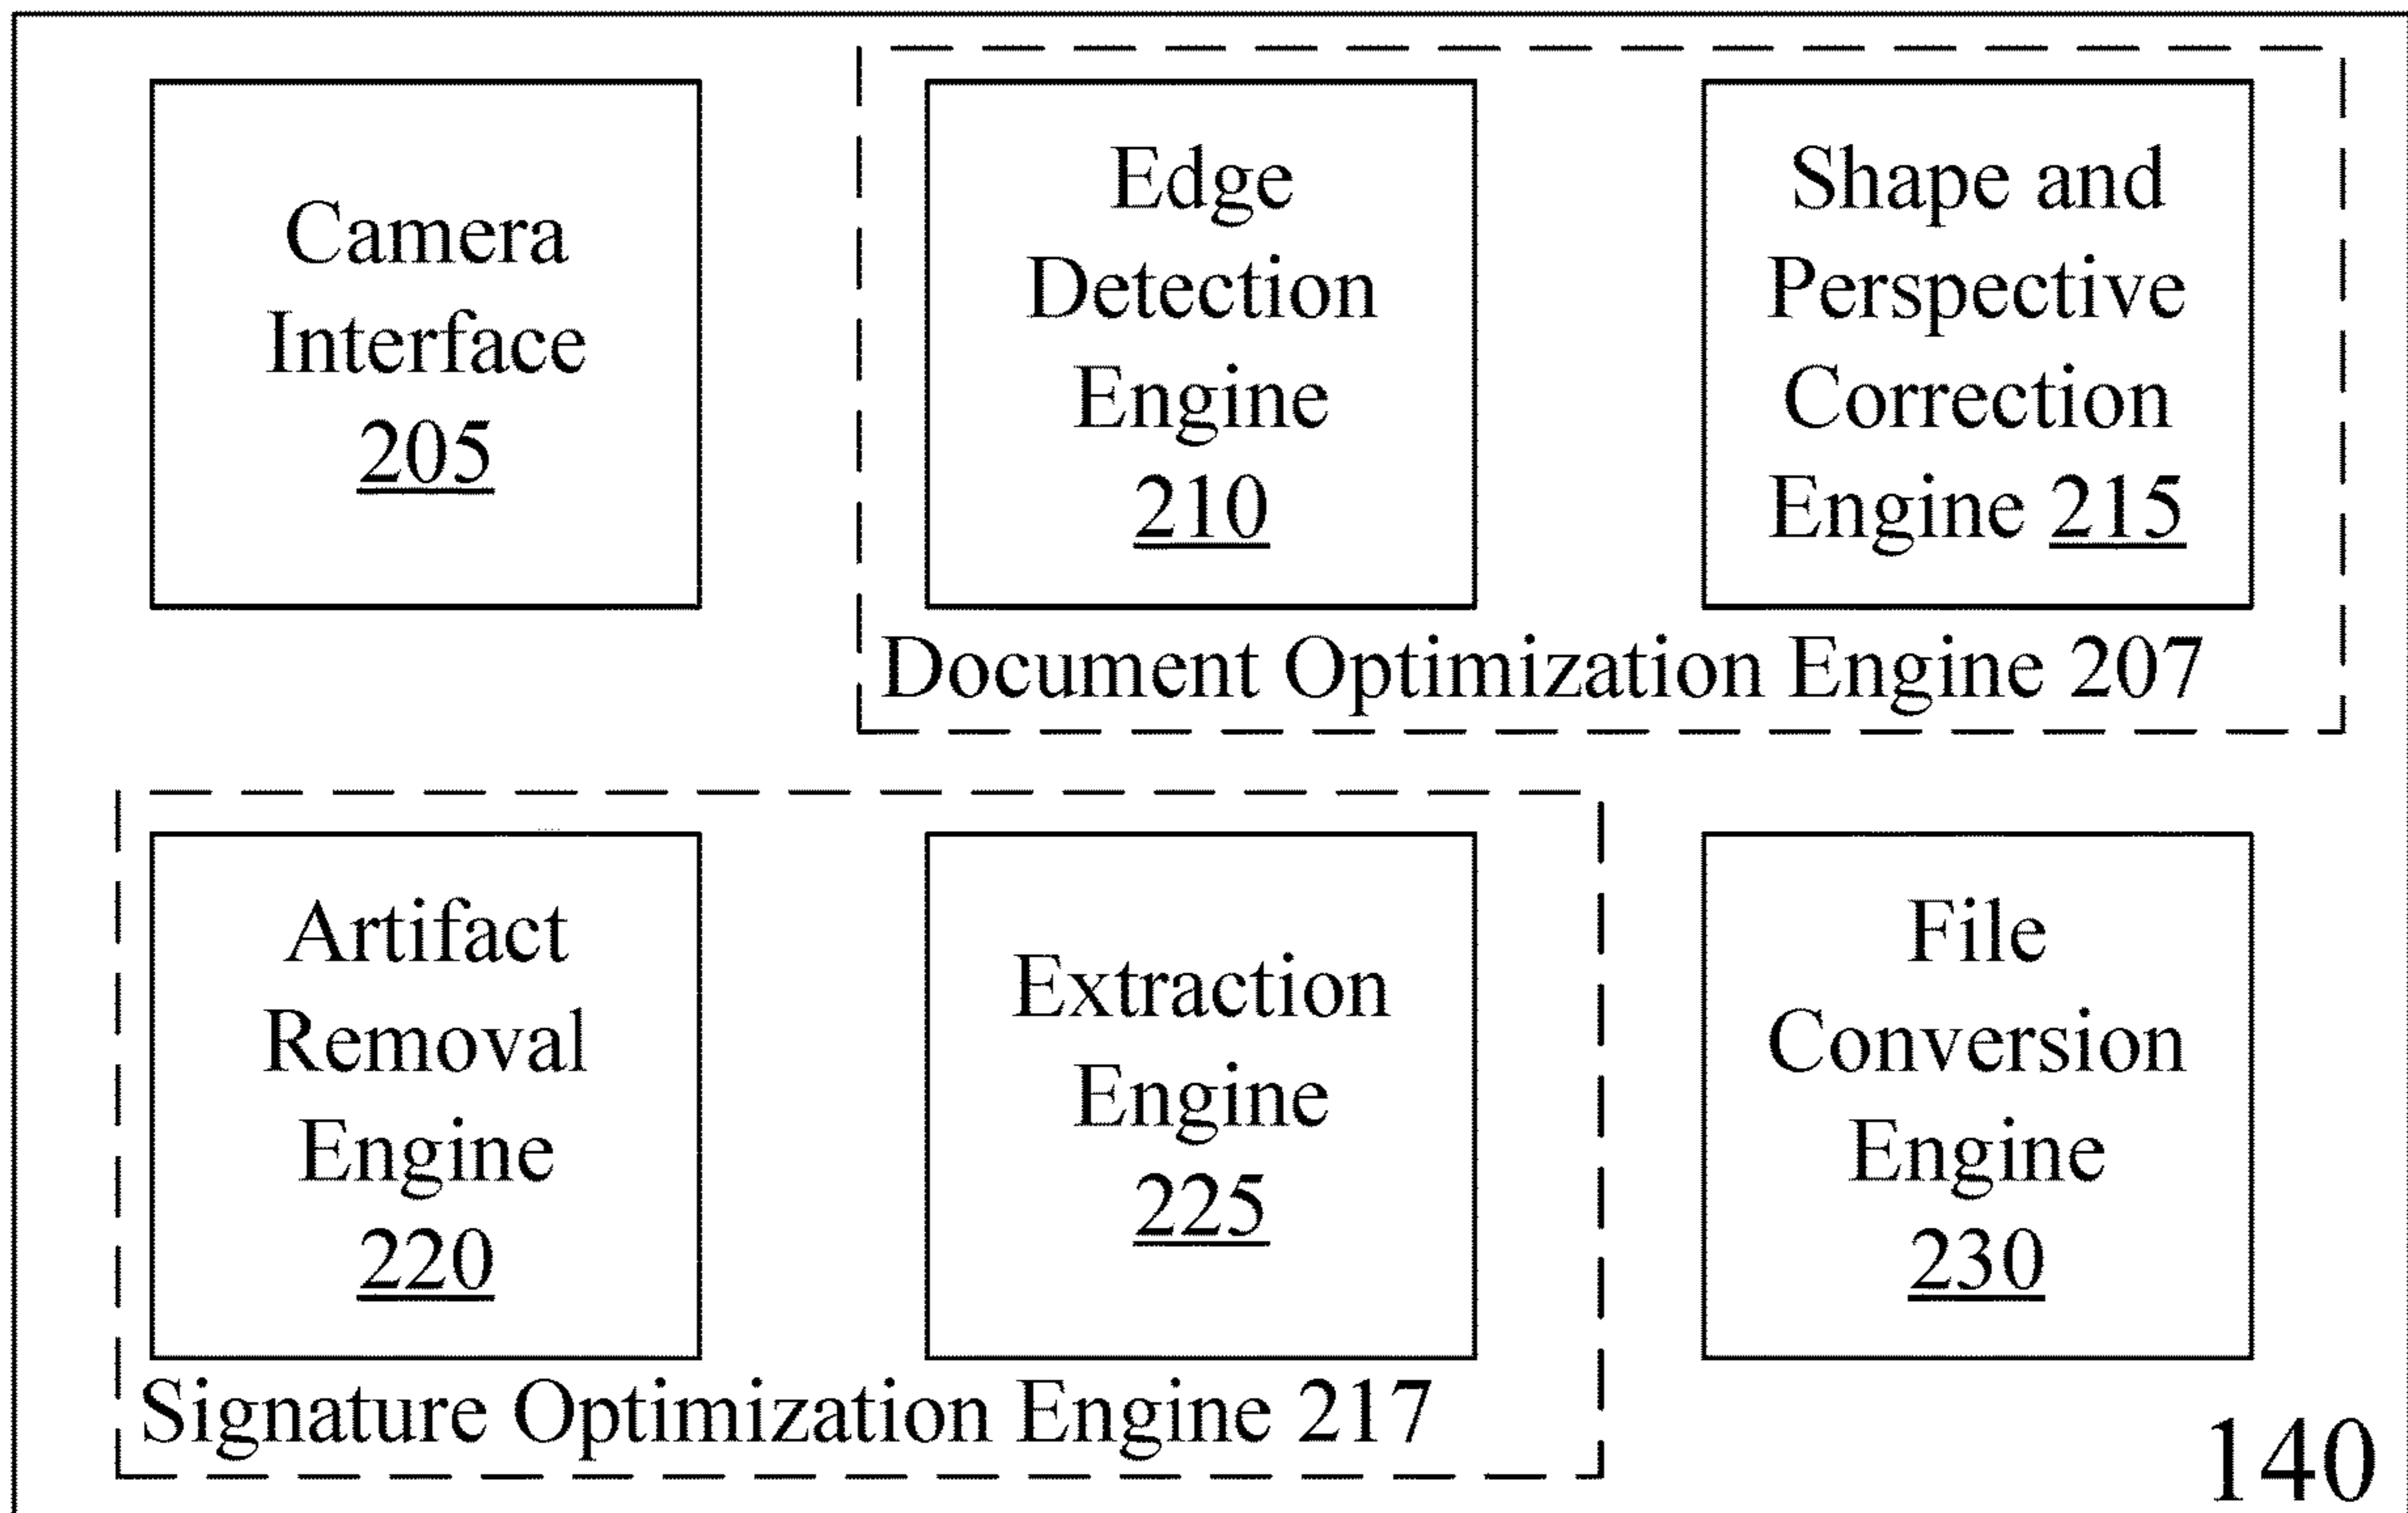 Camera
Interface
205
Edge
Detection
Engine
210
Shape and
Perspective
Correction
Engine 215
Document Optimization Engine 207
Artifact
Removal
Engine
220
Extraction
Engine
225
Signature Optimization Engine 217
File
Conversion
Engine
230
140